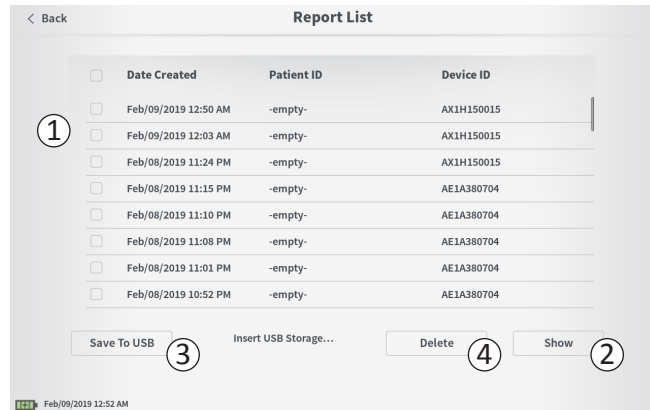 < Back
Report List
Date Created Patient ID Device ID
Feb/09/2019 12:50 AM -empty- AX1H150015
Feb/09/2019 12:03 AM -empty- AX1H150015
Feb/08/2019 11:24 PM -empty- AX1H150015
Feb/08/2019 11:15 PM -empty- AE1A380704
Feb/08/2019 11:10 PM -empty- AE1A380704
Feb/08/2019 11:08 PM -empty- AE1A380704
Feb/08/2019 11:01 PM -empty- AE1A380704
Feb/08/2019 10:52 PM -empty- AE1A380704
1
Save To USB Insert USB Storage... Delete Show
3 4 2
Feb/09/2019 12:52 AM